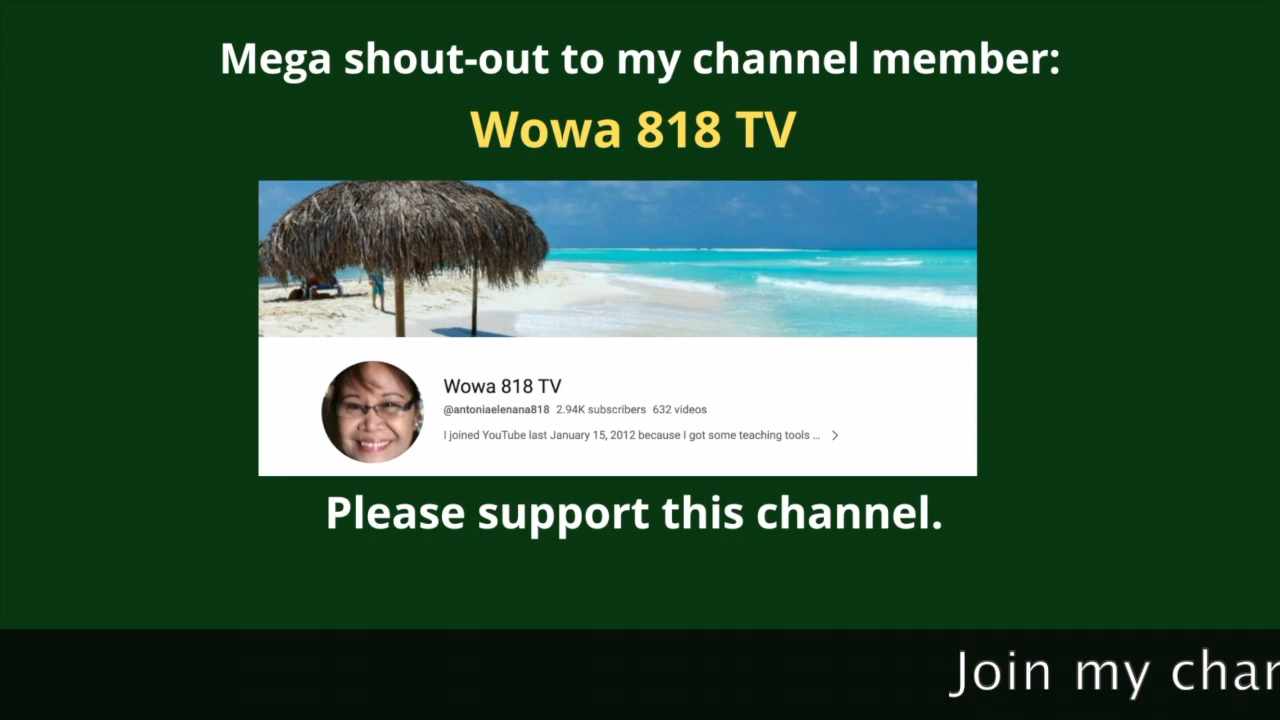 Mega shout-out to my channel member:
Wowa 818 TV
Wowa 818 TV
@antoniaelenana818 2.94K subscribers 632 videos
I joined YouTube last January 15, 2012 because I got some teaching tools ...
Please support this channel.
Join my char